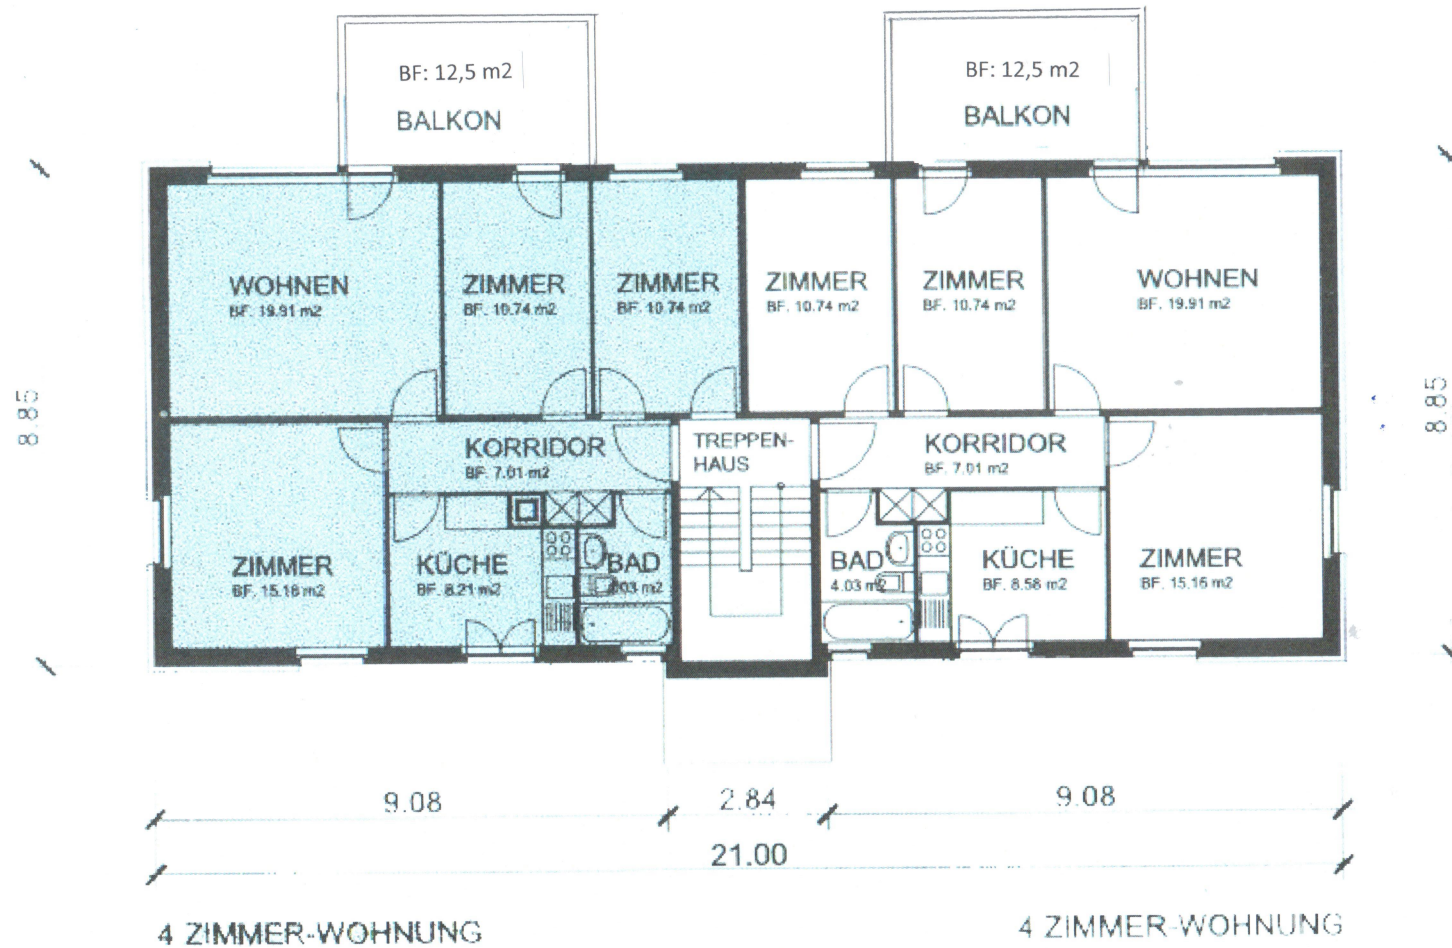 BF: 12,5 m2
BALKON
BF: 12,5 m2
BALKON
WOHNEN
BF. 19.91 m2
ZIMMER
BF. 10.74 m2
ZIMMER
BF. 10.74 m2
ZIMMER
BF. 10.74 m2
ZIMMER
BF. 10.74 m2
WOHNEN
BF. 19.91 m2
8.85
8.85
KORRIDOR
BF. 7.01 m2
TREPPEN-
HAUS
KORRIDOR
BF. 7.01 m2
ZIMMER
BF. 15.16 m2
KÜCHE
BF. 8.21 m2
BAD
4.03 m2
BAD
4.03 m2
KÜCHE
BF. 8.58 m2
ZIMMER
BF. 15.16 m2
9.08
2.84
9.08
21.00
4 ZIMMER-WOHNUNG
4 ZIMMER-WOHNUNG